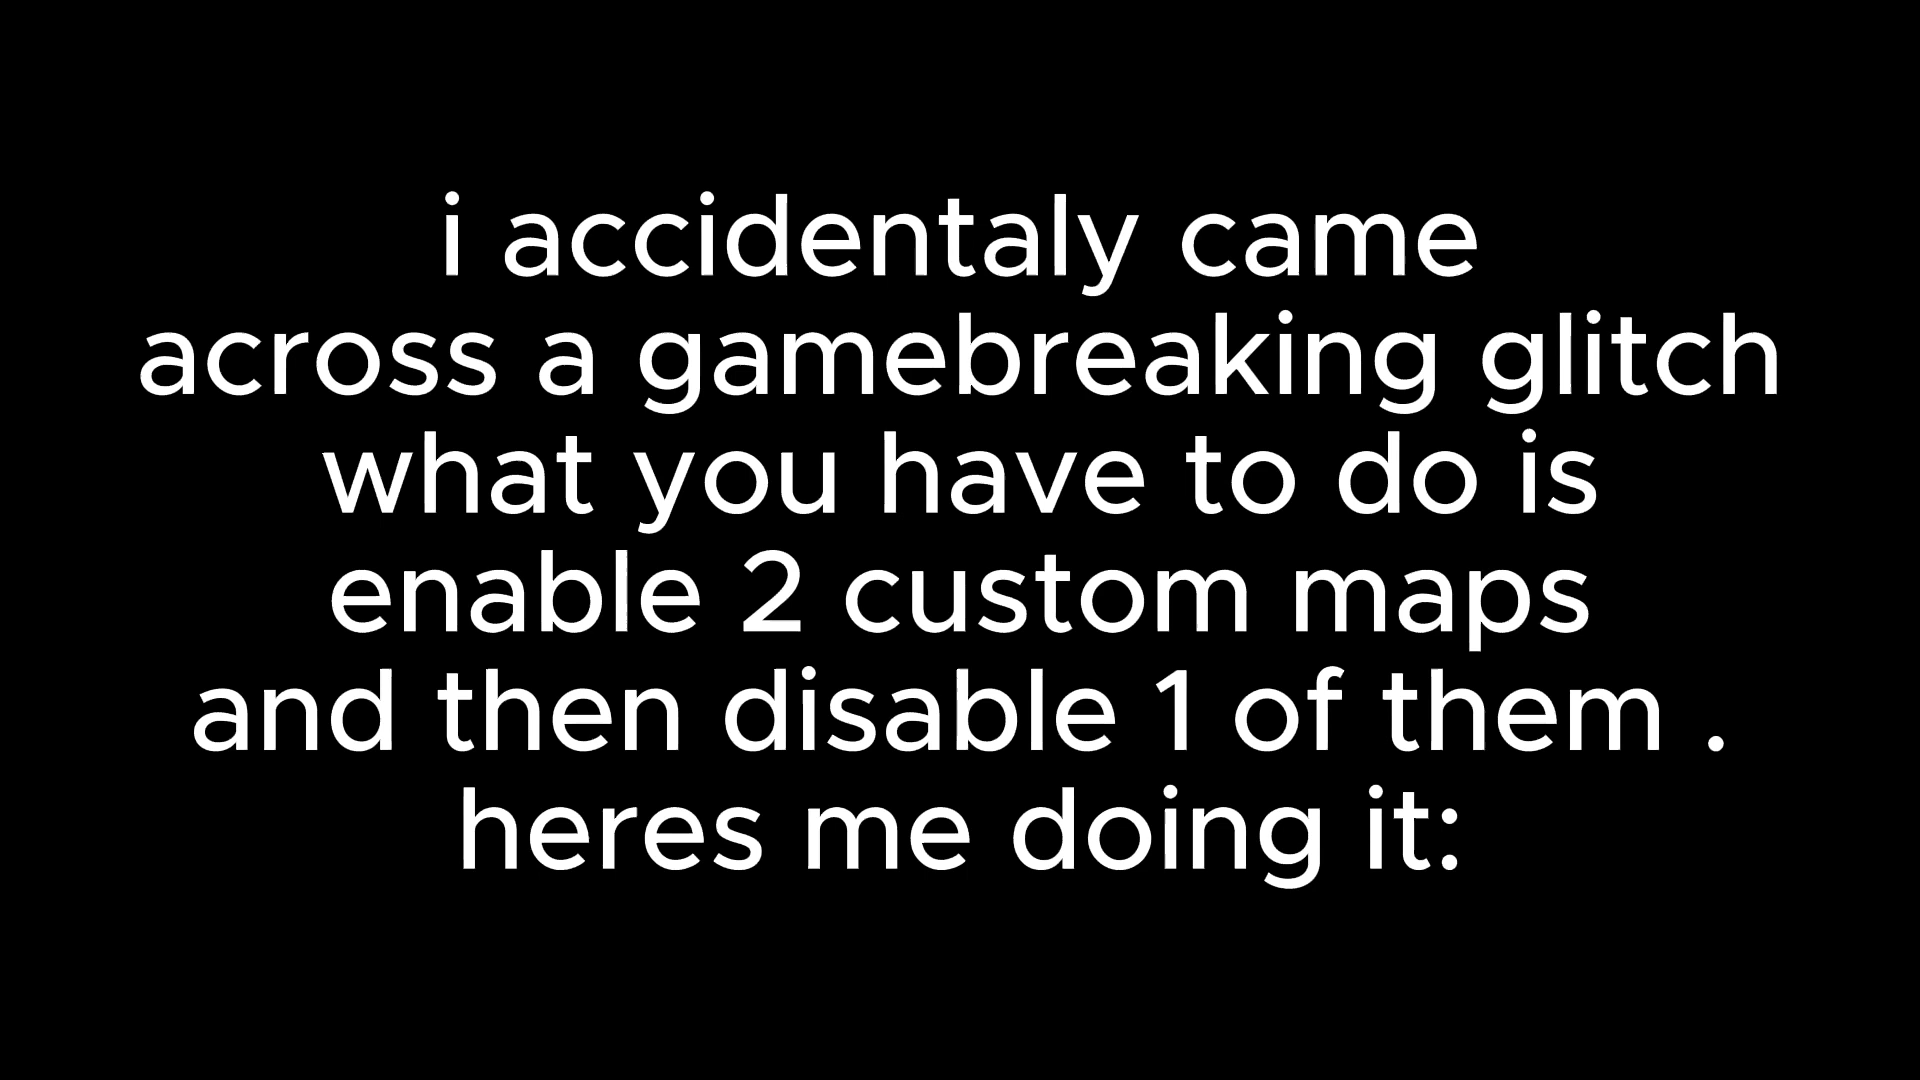 i accidentaly came
across a gamebreaking glitch
what you have to do is
enable 2 custom maps
and then disable 1 of them .
heres me doing it: